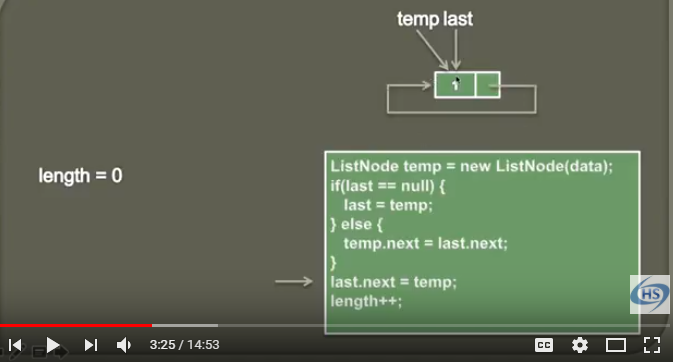 temp last
1
length = 0
ListNode temp = new ListNode(data);
if(last == null) {
last = temp;
} else {
temp.next = last.next;
}
last.next = temp;
length++;
HS
3:25 / 14:53
CC